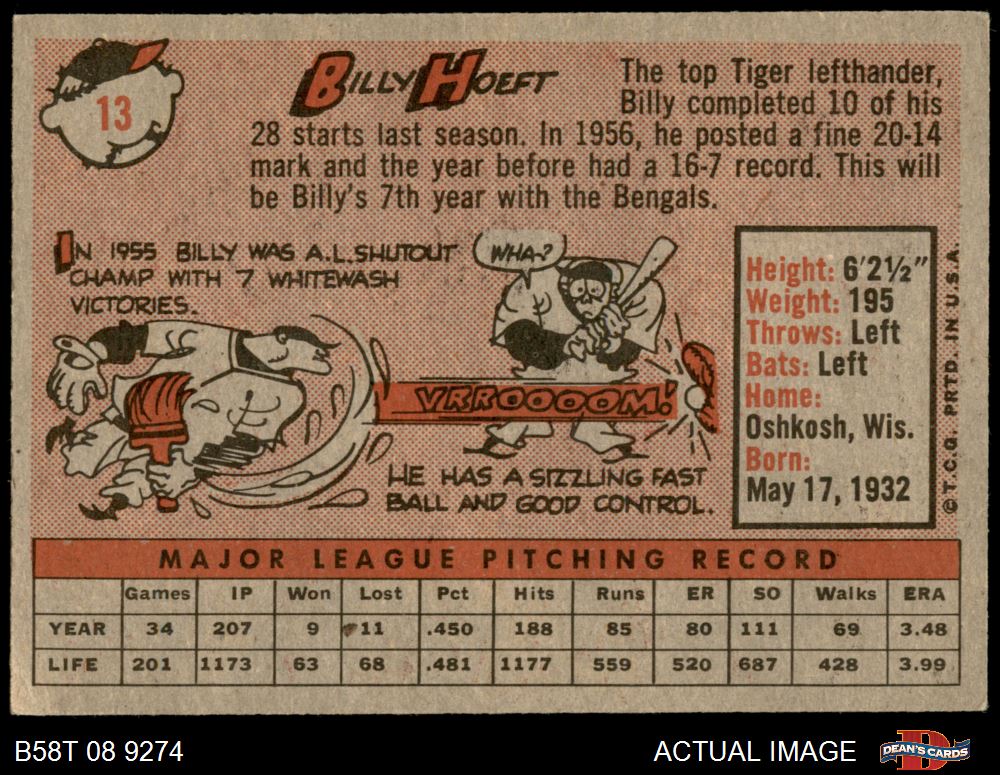 13
BILLY HOEFT
The top Tiger lefthander,
Billy completed 10 of his
28 starts last season. In 1956, he posted a fine 20-14
mark and the year before had a 16-7 record. This will
be Billy's 7th year with the Bengals.
IN 1955 BILLY WAS A.L. SHUTOUT
CHAMP WITH 7 WHITEWASH
VICTORIES.
WHA-?
VRROOOOOM!
HE HAS A SIZZLING FAST
BALL AND GOOD CONTROL.
Height: 6'2½"
Weight: 195
Throws: Left
Bats: Left
Home:
Oshkosh, Wis.
Born:
May 17, 1932
© T.C.G. PRTD. IN U.S.A.
MAJOR LEAGUE PITCHING RECORD
Games IP Won Lost Pct Hits Runs ER SO Walks ERA
YEAR 34 207 9 11 .450 188 85 80 111 69 3.48
LIFE 201 1173 63 68 .481 1177 559 520 687 428 3.99
B58T 08 9274 ACTUAL IMAGE DEAN'S CARDS